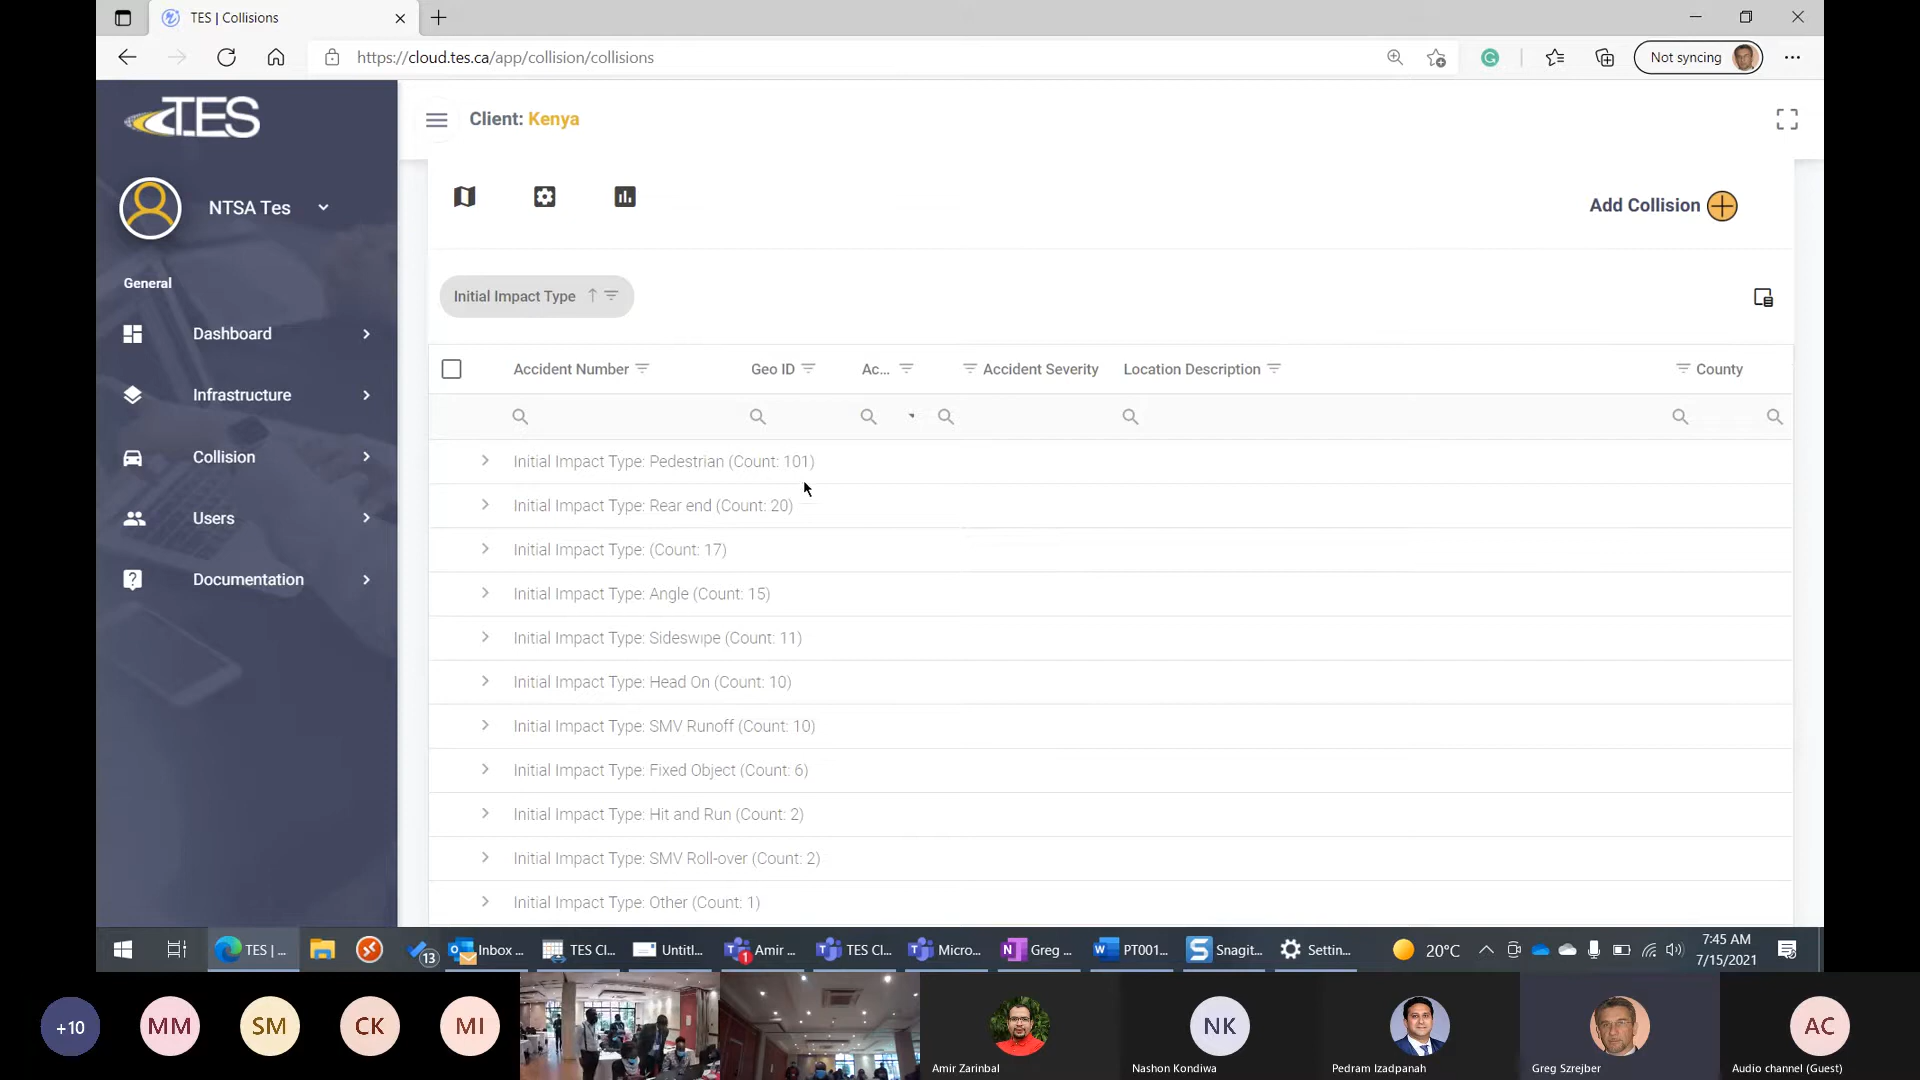 TES | Collisions
https://cloud.tes.ca/app/collision/collisions
Not syncing
TES
Client: Kenya
NTSA Tes
Add Collision
General
Initial Impact Type
Dashboard
Accident Number
Geo ID
Ac...
Accident Severity
Location Description
County
Infrastructure
Collision
Initial Impact Type: Pedestrian (Count: 101)
Initial Impact Type: Rear end (Count: 20)
Users
Initial Impact Type: (Count: 17)
Documentation
Initial Impact Type: Angle (Count: 15)
Initial Impact Type: Sideswipe (Count: 11)
Initial Impact Type: Head On (Count: 10)
Initial Impact Type: SMV Runoff (Count: 10)
Initial Impact Type: Fixed Object (Count: 6)
Initial Impact Type: Hit and Run (Count: 2)
Initial Impact Type: SMV Roll-over (Count: 2)
Initial Impact Type: Other (Count: 1)
TES | ...
13
Inbox ...
TES Cl...
Untitl...
1
Amir ...
TES Cl...
Micro...
Greg ...
PT001...
Snagit...
Settin...
20°C
7:45 AM
7/15/2021
+10
MM
SM
CK
MI
NK
AC
Amir Zarinbal
Nashon Kondiwa
Pedram Izadpanah
Greg Szrejber
Audio channel (Guest)